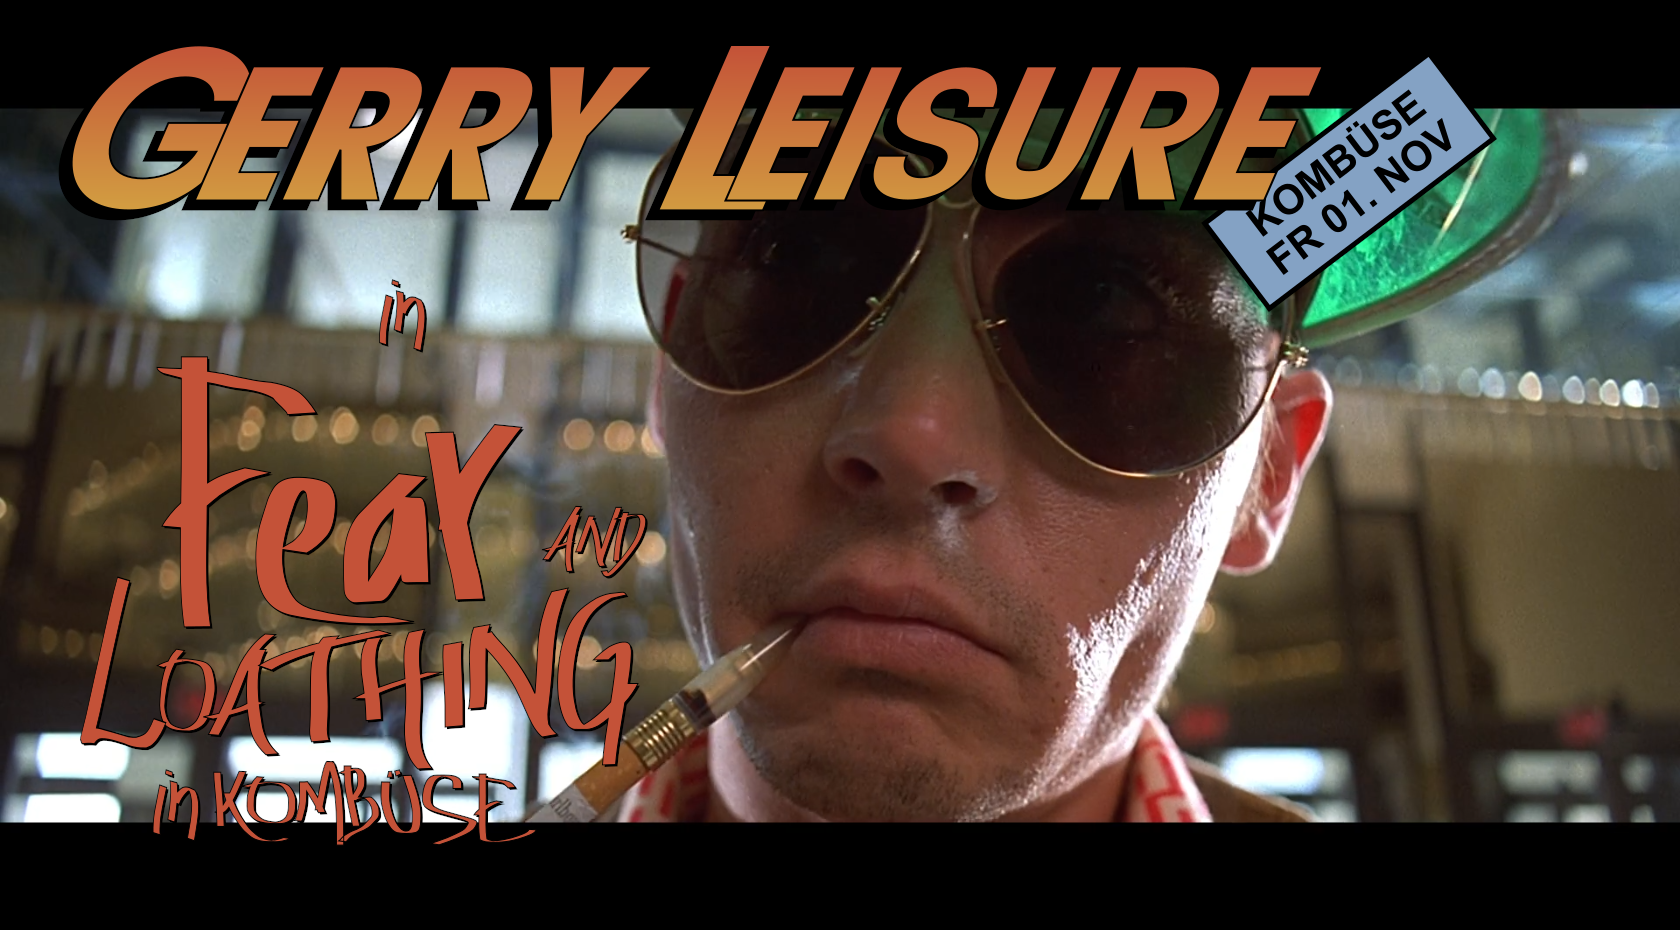 GERRY LEISURE
KOMBÜSE
FR 01. NOV
in
Fear AND
LOATHING
in KOMBÜSE